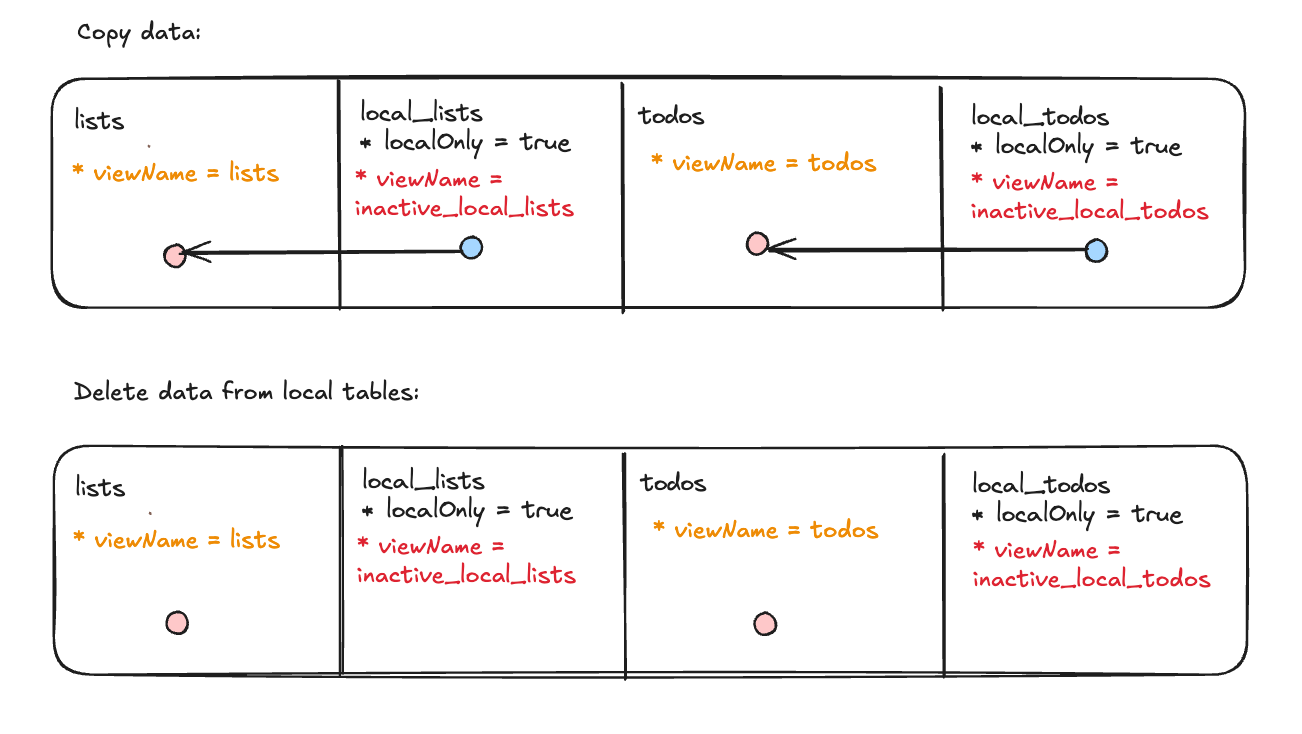 Copy data:
lists
* viewName = lists
local_lists
* localOnly = true
* viewName =
inactive_local_lists
todos
* viewName = todos
local_todos
* localOnly = true
* viewName =
inactive_local_todos
Delete data from local tables:
lists
* viewName = lists
local_lists
* localOnly = true
* viewName =
inactive_local_lists
todos
* viewName = todos
local_todos
* localOnly = true
* viewName =
inactive_local_todos